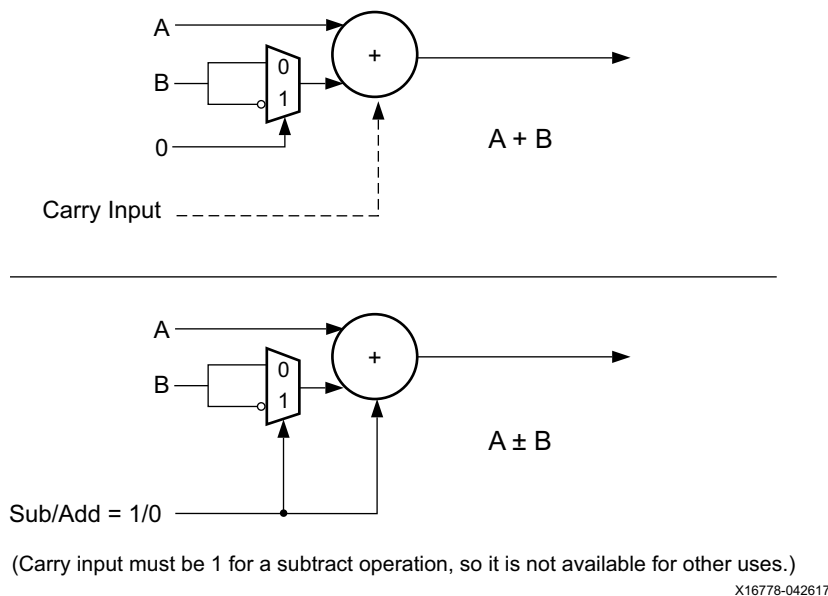 A
B
0
1
+
0
A + B
Carry Input
A
B
0
1
+
A ± B
Sub/Add = 1/0
(Carry input must be 1 for a subtract operation, so it is not available for other uses.)
X16778-042617